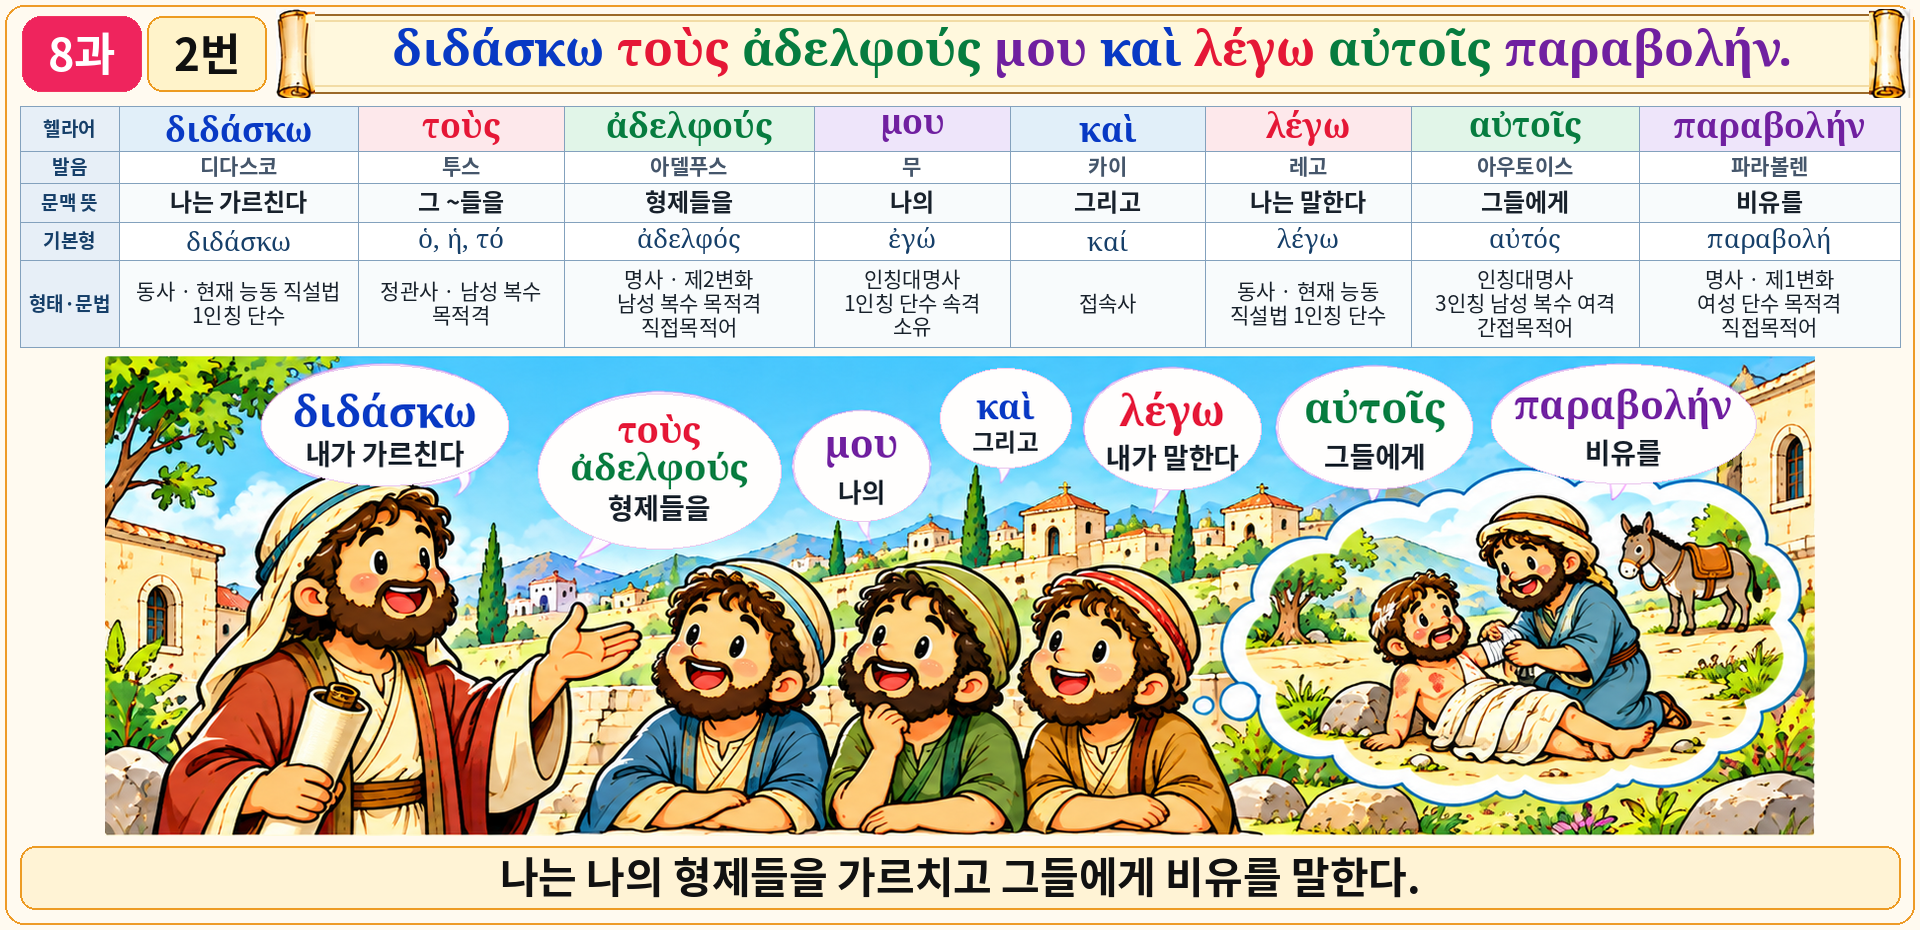 8과 2번 διδάσκω τοὺς ἀδελφούς μου καὶ λέγω αὐτοῖς παραβολήν.
헬라어 διδάσκω τοὺς ἀδελφούς μου καὶ λέγω αὐτοῖς παραβολήν
발음 디다스코 투스 아델푸스 무 카이 레고 아우토이스 파라볼렌
문맥 뜻 나는 가르친다 그 ~들을 형제들을 나의 그리고 나는 말한다 그들에게 비유를
기본형 διδάσκω ὁ, ἡ, τό ἀδελφός ἐγώ καί λέγω αὐτός παραβολή
형태·문법
동사 · 현재 능동 직설법
1인칭 단수
정관사 · 남성 복수
목적격
명사 · 제2변화
남성 복수 목적격
직접목적어
인칭대명사
1인칭 단수 속격
소유
접속사
동사 · 현재 능동
직설법 1인칭 단수
인칭대명사
3인칭 남성 복수 여격
간접목적어
명사 · 제1변화
여성 단수 목적격
직접목적어
διδάσκω
내가 가르친다
τοὺς
ἀδελφούς
형제들을
μου
나의
καὶ
그리고
λέγω
내가 말한다
αὐτοῖς
그들에게
παραβολήν
비유를
나는 나의 형제들을 가르치고 그들에게 비유를 말한다.